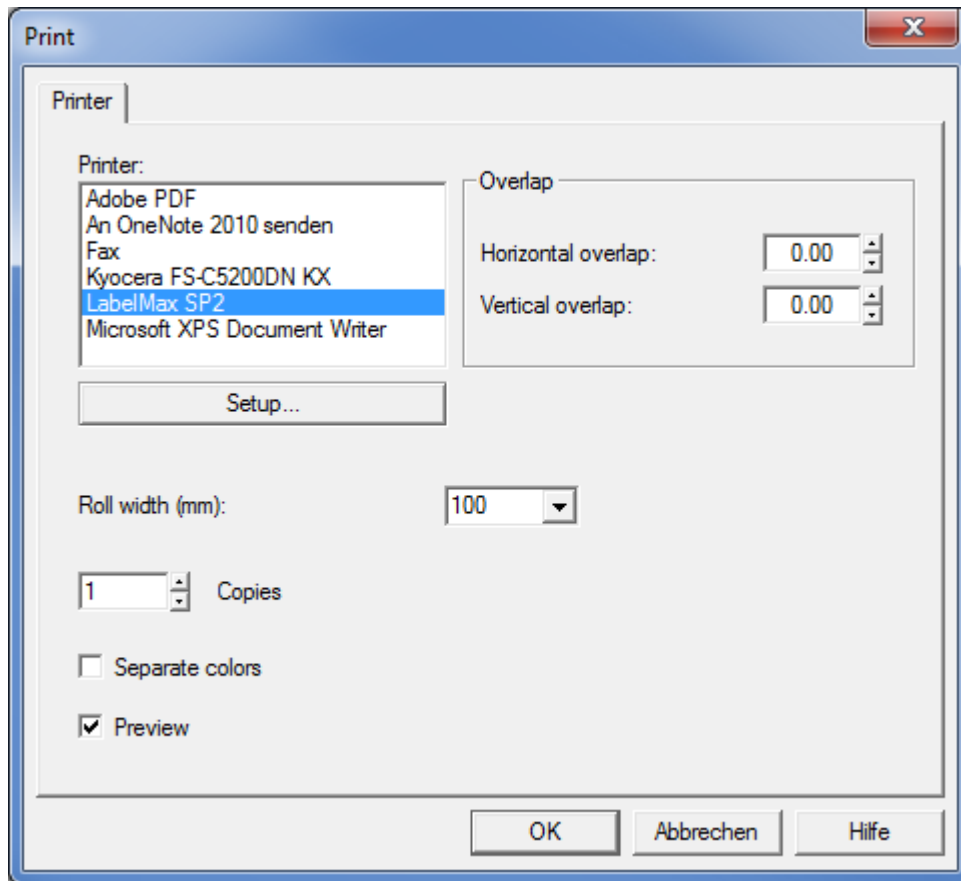 Print
Printer
Printer:
Adobe PDF
An OneNote 2010 senden
Fax
Kyocera FS-C5200DN KX
LabelMax SP2
Microsoft XPS Document Writer
Setup...
Overlap
Horizontal overlap: 0.00
Vertical overlap: 0.00
Roll width (mm): 100
1 Copies
Separate colors
Preview
OK Abbrechen Hilfe